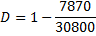 D = 1 − 7870/30800